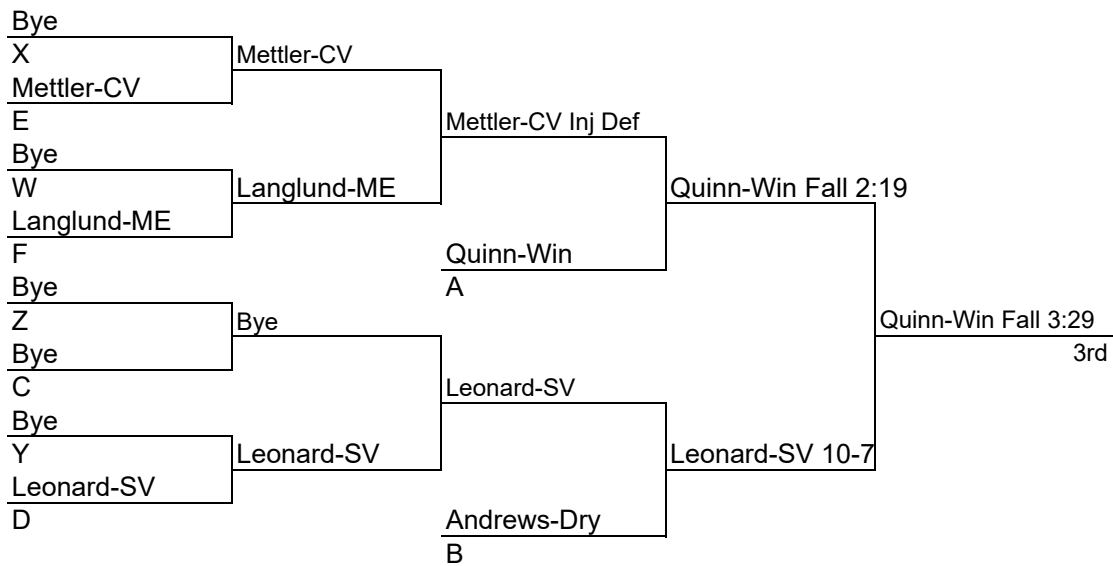 Bye
X
Mettler-CV
Mettler-CV
E
Mettler-CV Inj Def
Bye
W
Langlund-ME
Quinn-Win Fall 2:19
Langlund-ME
F
Quinn-Win
Bye
A
Z
Bye
Quinn-Win Fall 3:29
Bye
3rd
C
Leonard-SV
Bye
Y
Leonard-SV
Leonard-SV 10-7
Leonard-SV
D
Andrews-Dry
B